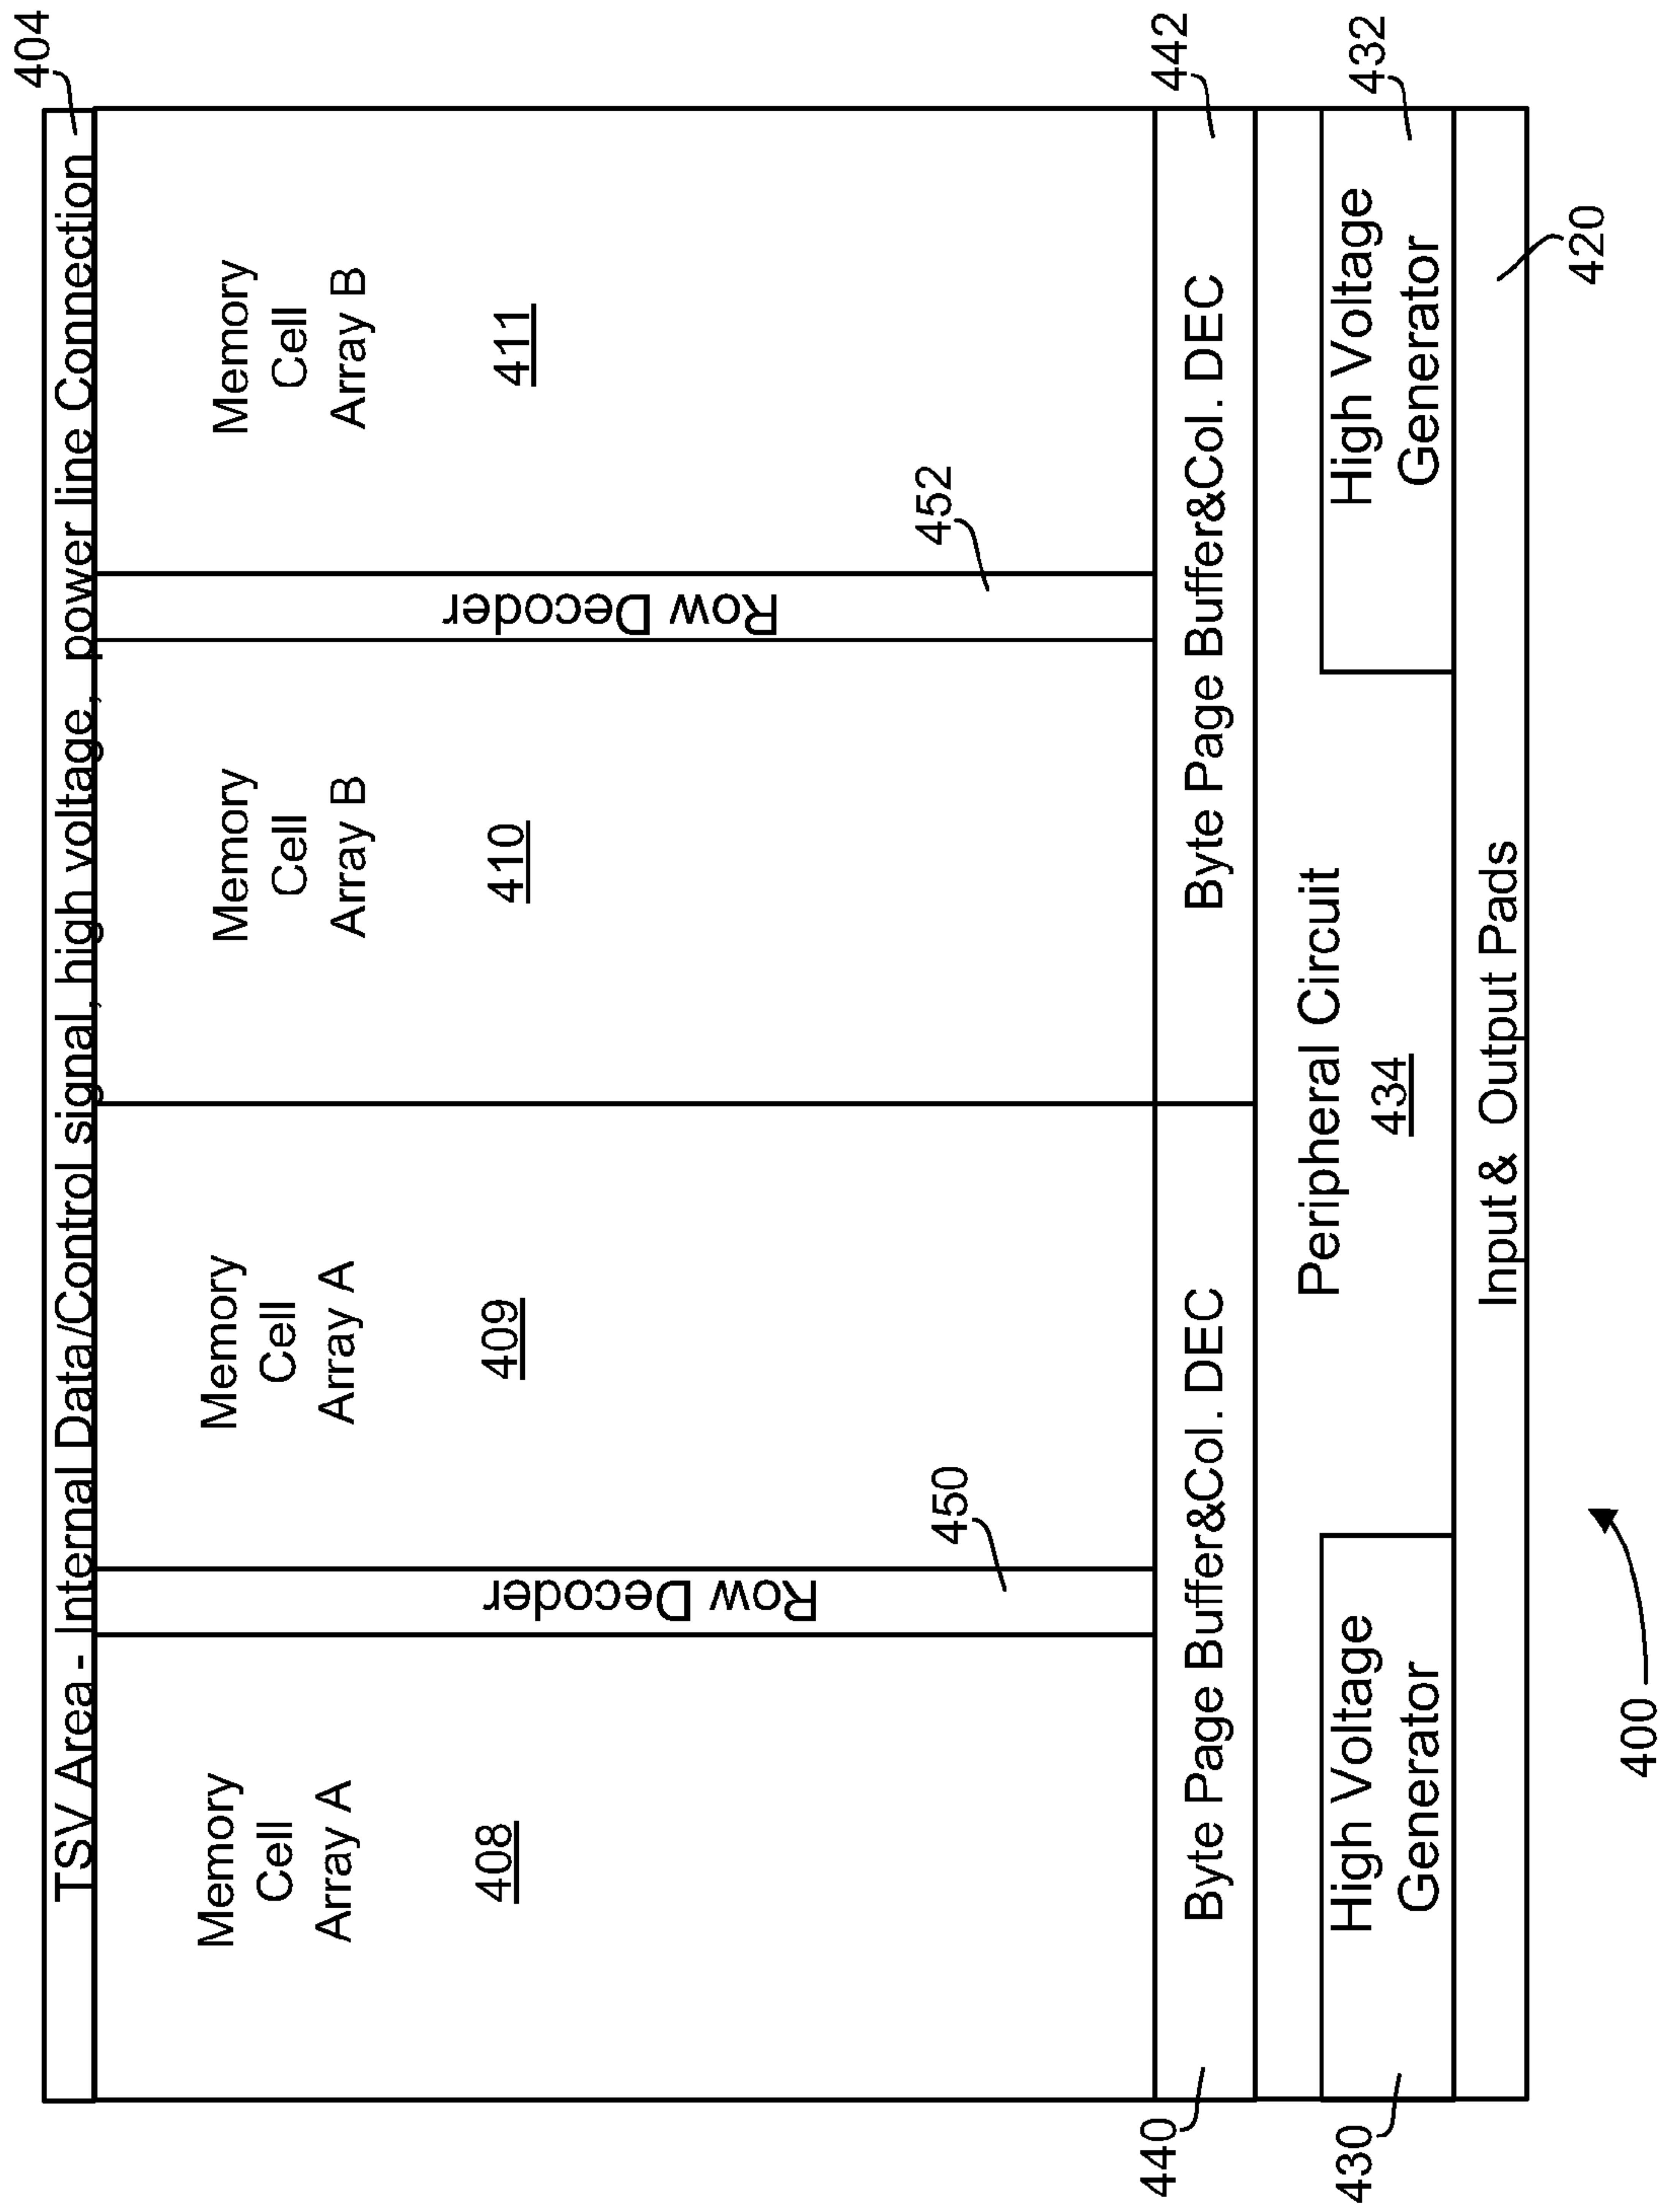 404
TSV Area - Internal Data/Control signal, high voltage, power line Connection
Memory
Cell
Array A
408
Memory
Cell
Array A
409
Memory
Cell
Array B
410
Memory
Cell
Array B
411
Row Decoder
450
Row Decoder
452
440
Byte Page Buffer&Col. DEC
Byte Page Buffer&Col. DEC
442
430
High Voltage
Generator
Peripheral Circuit
434
High Voltage
Generator
432
Input & Output Pads
420
400